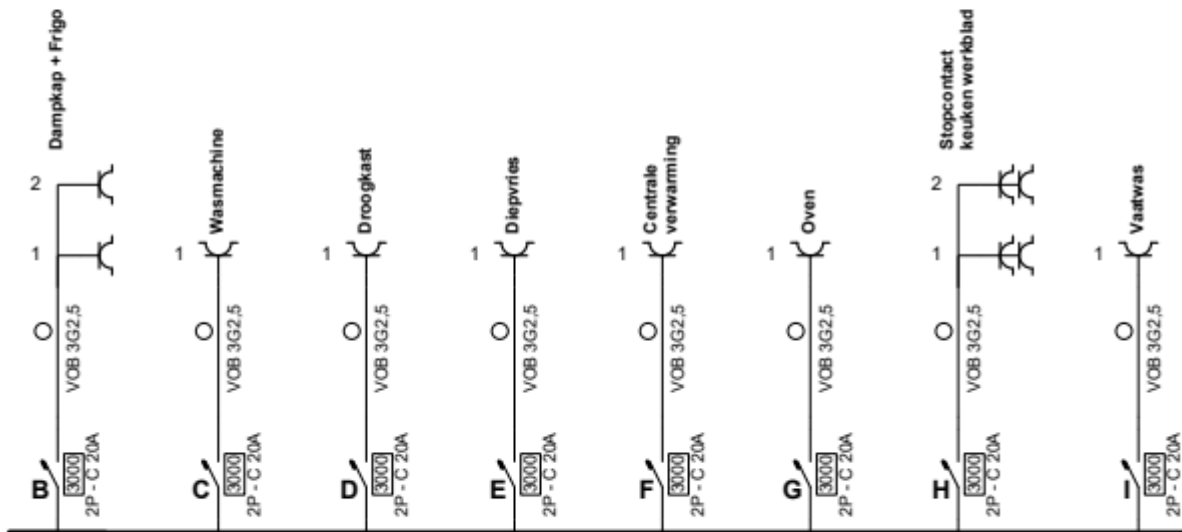 Dampkap + Frigo
2
1
VOB 3G2,5
B
3000
2P - C 20A
Wasmachine
1
VOB 3G2,5
C
3000
2P - C 20A
Droogkast
1
VOB 3G2,5
D
3000
2P - C 20A
Diepvries
1
VOB 3G2,5
E
3000
2P - C 20A
Centrale
verwarming
1
VOB 3G2,5
F
3000
2P - C 20A
Oven
1
VOB 3G2,5
G
3000
2P - C 20A
Stopcontact
keuken werkblad
2
1
VOB 3G2,5
H
3000
2P - C 20A
Vaatwas
1
VOB 3G2,5
I
3000
2P - C 20A